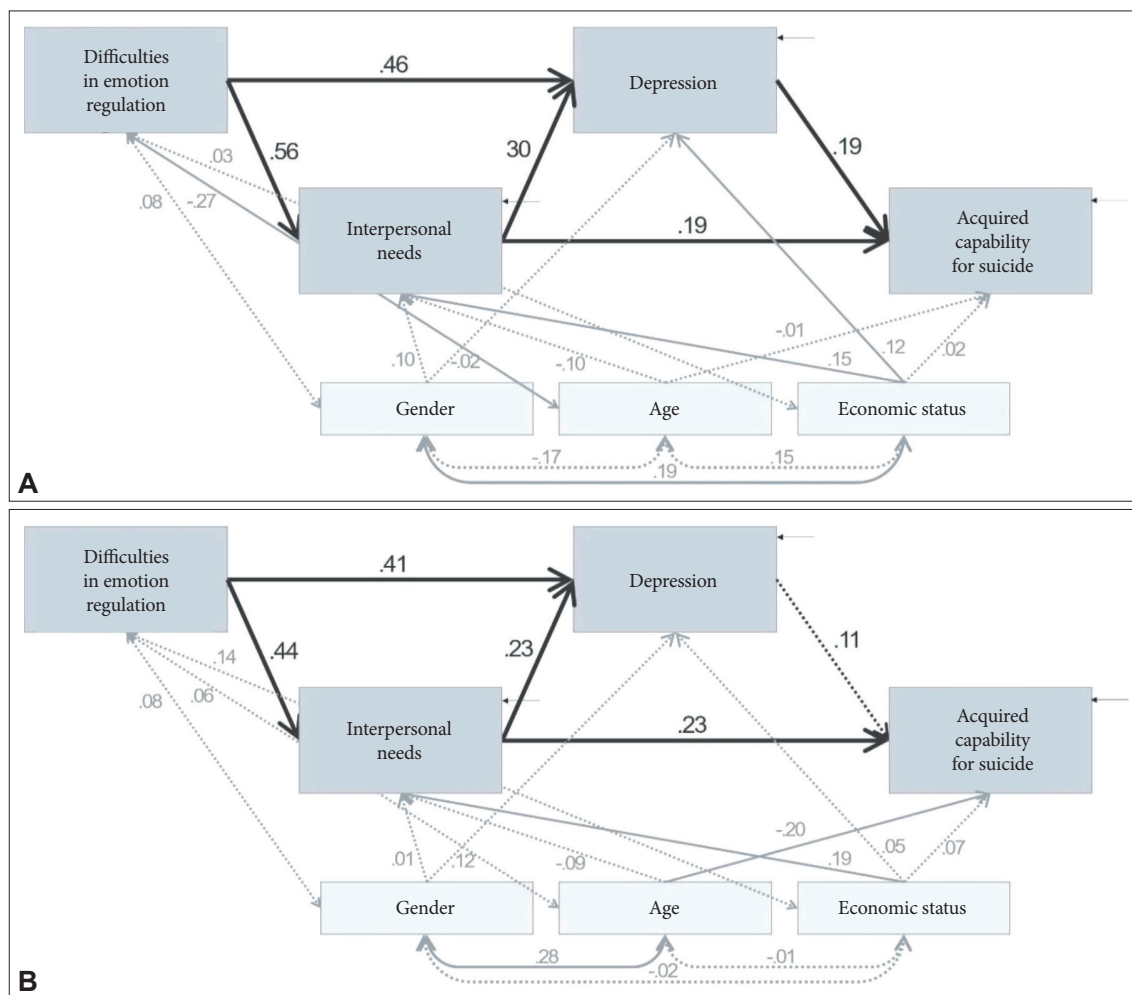 Difficulties
in emotion
regulation
.46
Depression
.56
30
.19
.03
.08
-.27
Interpersonal
needs
.19
Acquired
capability
for suicide
.10
-.02
-.10
-.01
.15
.12
.02
Gender
Age
Economic status
-.17
.15
.19
A
Difficulties
in emotion
regulation
.41
Depression
.44
.23
.11
.14
.06
.08
Interpersonal
needs
.23
Acquired
capability
for suicide
.01
.12
-.09
-.20
.19
.05
.07
Gender
Age
Economic status
.28
-.01
-.02
B